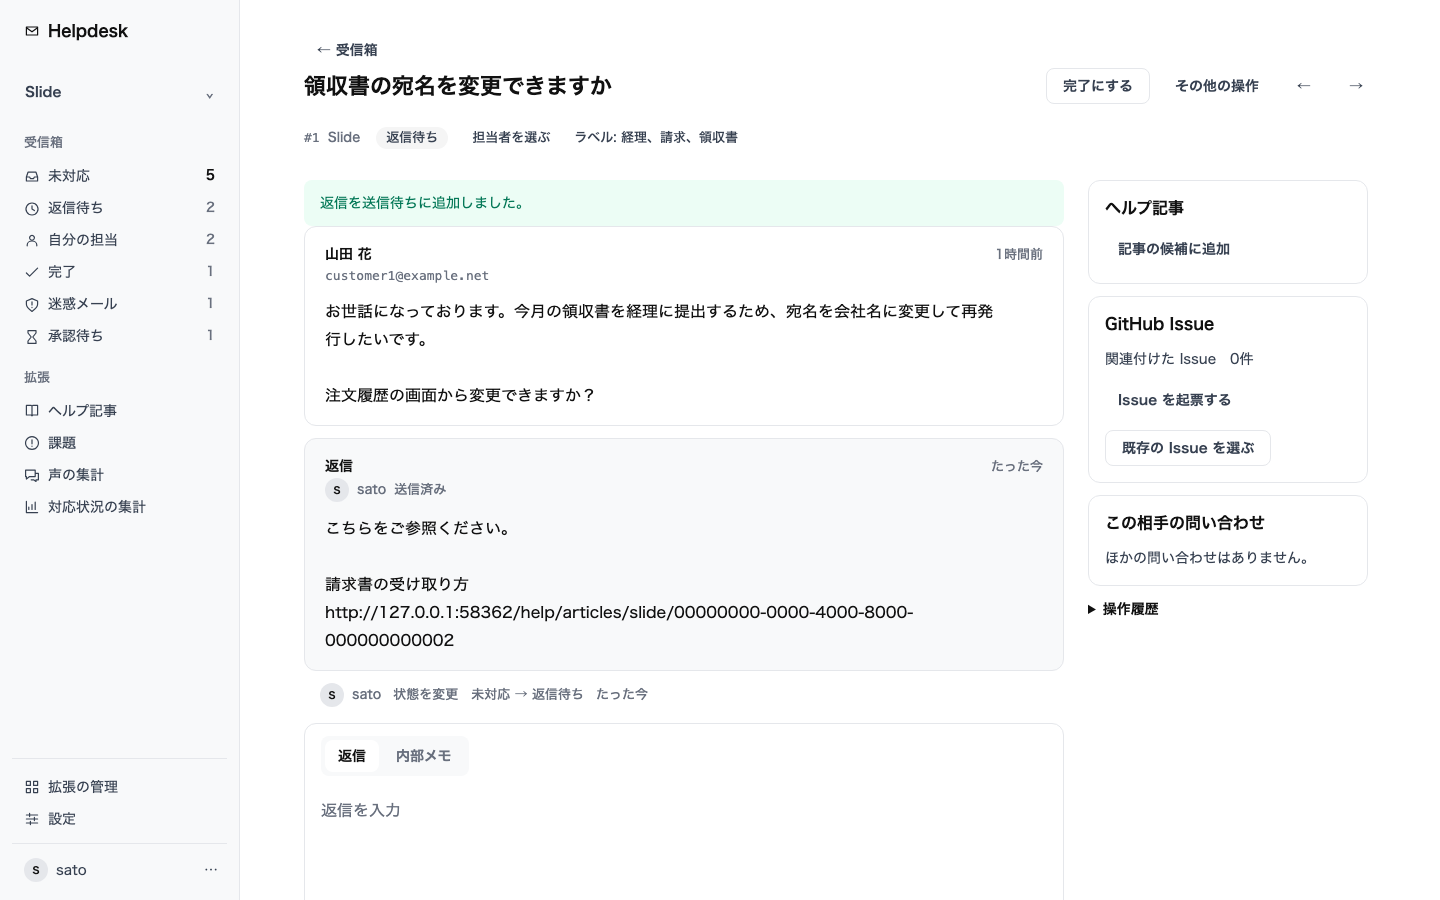 Helpdesk
Slide
受信箱
未対応 5
返信待ち 2
自分の担当 2
完了 1
迷惑メール 1
承認待ち 1
拡張
ヘルプ記事
課題
声の集計
対応状況の集計
拡張の管理
設定
S sato ...
← 受信箱
領収書の宛名を変更できますか
完了にする その他の操作 ← →
#1 Slide 返信待ち 担当者を選ぶ ラベル: 経理、請求、領収書
返信を送信待ちに追加しました。
山田 花 1時間前
customer1@example.net
お世話になっております。今月の領収書を経理に提出するため、宛名を会社名に変更して再発
行したいです。
注文履歴の画面から変更できますか？
返信 たった今
S sato 送信済み
こちらをご参照ください。
請求書の受け取り方
http://127.0.0.1:58362/help/articles/slide/00000000-0000-4000-8000-
000000000002
S sato 状態を変更 未対応 → 返信待ち たった今
返信 内部メモ
返信を入力
ヘルプ記事
記事の候補に追加
GitHub Issue
関連付けた Issue 0件
Issue を起票する
既存の Issue を選ぶ
この相手の問い合わせ
ほかの問い合わせはありません。
▶ 操作履歴